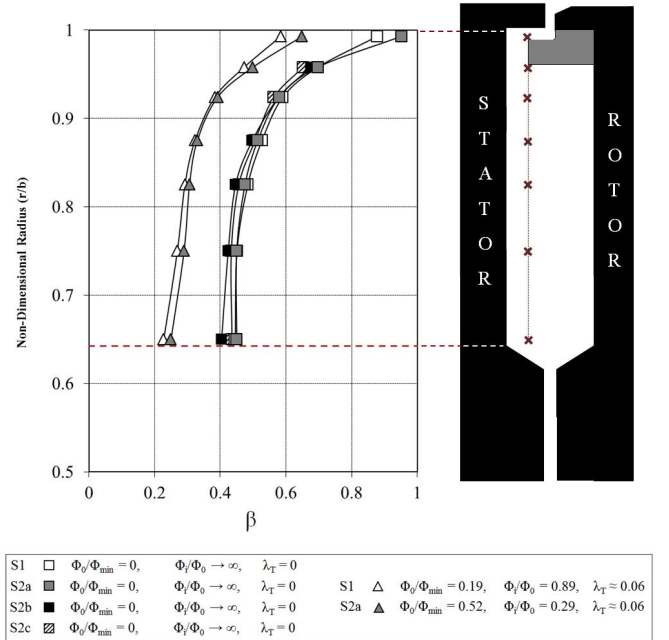 1
0.9
0.8
0.7
0.6
0.5
Non-Dimensional Radius (r/b)
0
0.2
0.4
0.6
0.8
1
β
STATOR
ROTOR
S1 Φ0/Φmin = 0, Φi/Φ0 → ∞, λT = 0
S2a Φ0/Φmin = 0, Φi/Φ0 → ∞, λT = 0
S2b Φ0/Φmin = 0, Φi/Φ0 → ∞, λT = 0
S2c Φ0/Φmin = 0, Φi/Φ0 → ∞, λT = 0
S1 Φ0/Φmin = 0.19, Φi/Φ0 = 0.89, λT ≈ 0.06
S2a Φ0/Φmin = 0.52, Φi/Φ0 = 0.29, λT ≈ 0.06